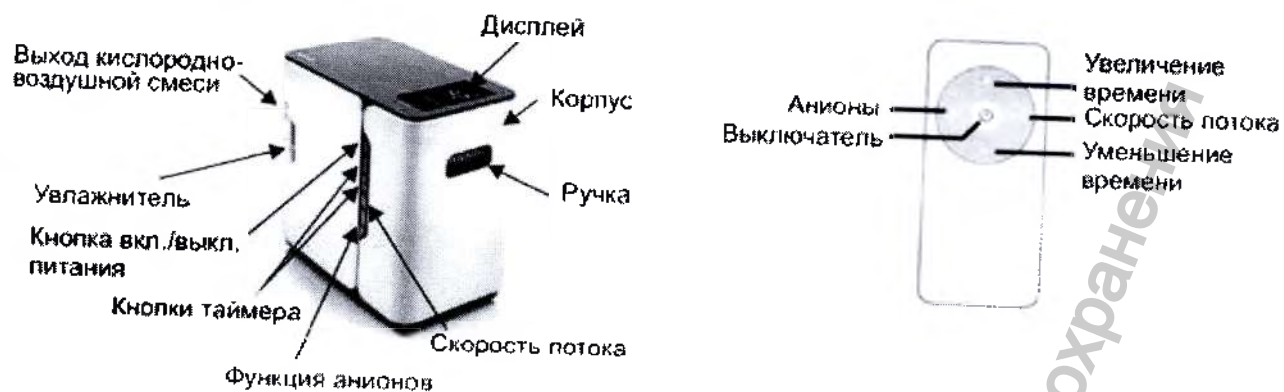 Дисплей
Выход кислородно-
воздушной смеси
Корпус
Увлажнитель
Ручка
Кнопка вкл./выкл.
питания
Кнопки таймера
Скорость потока
Функция анионов
Увеличение
времени
Анионы
Скорость потока
Выключатель
Уменьшение
времени